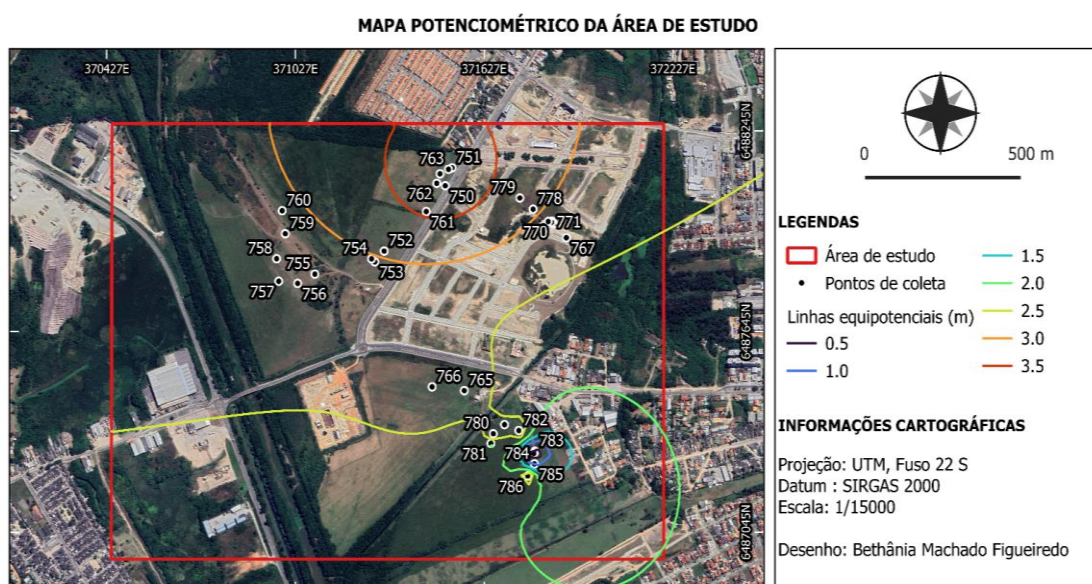 MAPA POTENCIOMÉTRICO DA ÁREA DE ESTUDO
370427E
371027E
371627E
372227E
6488245N
6487645N
6487045N
763
751
762
750
761
779
778
771
770
767
760
759
752
754
753
758
755
757
756
766
765
780
782
781
783
784
785
786
0
500 m
LEGENDAS
Área de estudo
Pontos de coleta
Linhas equipotenciais (m)
0.5
1.0
1.5
2.0
2.5
3.0
3.5
INFORMAÇÕES CARTOGRÁFICAS
Projeção: UTM, Fuso 22 S
Datum : SIRGAS 2000
Escala: 1/15000
Desenho: Bethânia Machado Figueiredo